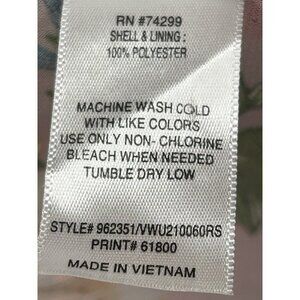 RN #74299
SHELL & LINING :
100% POLYESTER
MACHINE WASH COLD
WITH LIKE COLORS
USE ONLY NON- CHLORINE
BLEACH WHEN NEEDED
TUMBLE DRY LOW
STYLE# 962351/VWU210060RS
PRINT# 61800
MADE IN VIETNAM